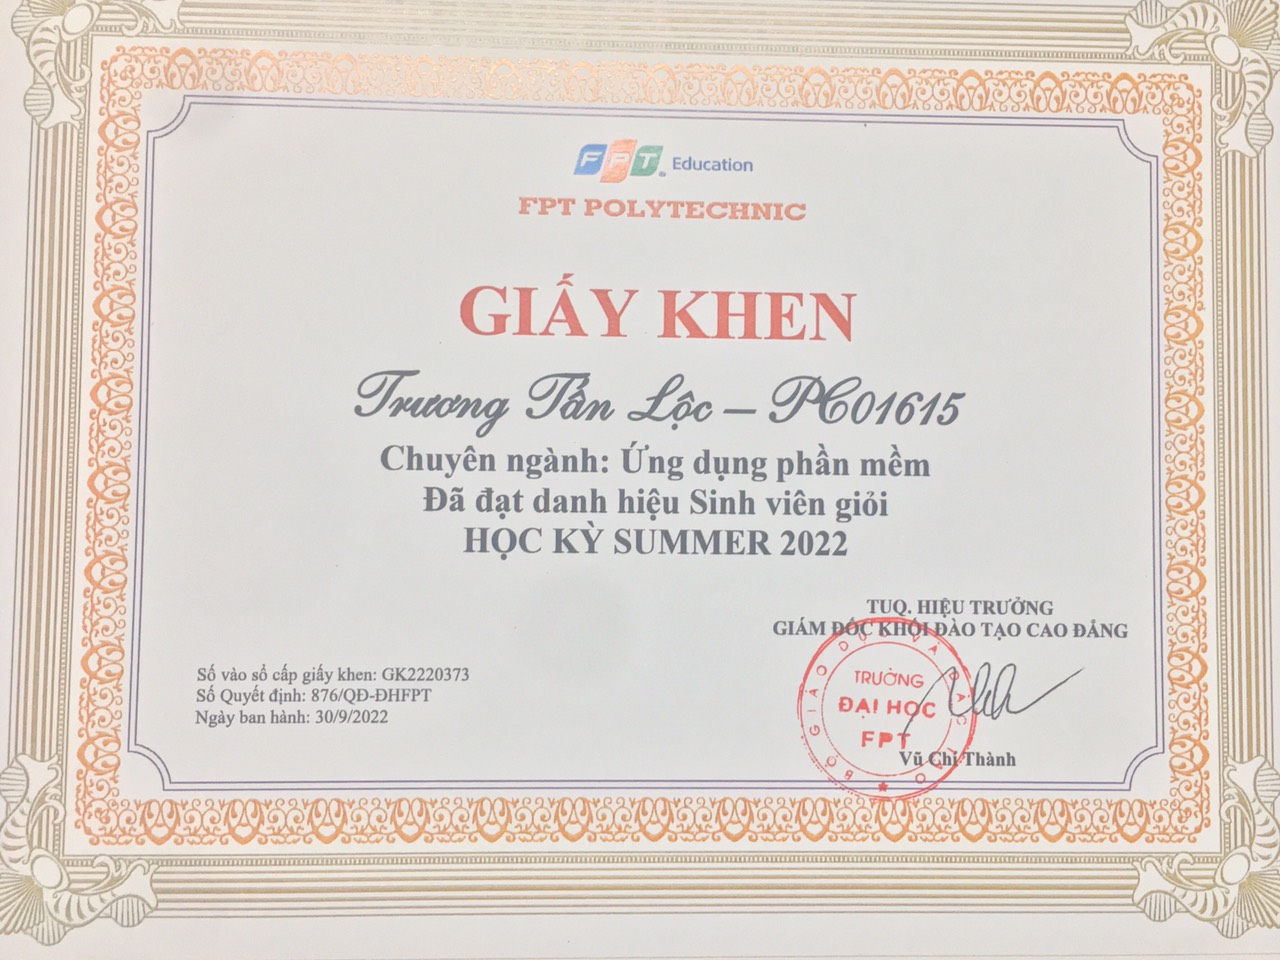 FPT Education
FPT POLYTECHNIC
GIẤY KHEN
Trương Tấn Lộc – PC01615
Chuyên ngành: Ứng dụng phần mềm
Đã đạt danh hiệu Sinh viên giỏi
HỌC KỲ SUMMER 2022
TUQ. HIỆU TRƯỞNG
GIÁM ĐỐC KHỐI ĐÀO TẠO CAO ĐẲNG
BỘ GIÁO DỤC VÀ ĐÀO TẠO
TRƯỜNG
ĐẠI HỌC
FPT
Vũ Chí Thành
Số vào sổ cấp giấy khen: GK2220373
Số Quyết định: 876/QĐ-ĐHFPT
Ngày ban hành: 30/9/2022